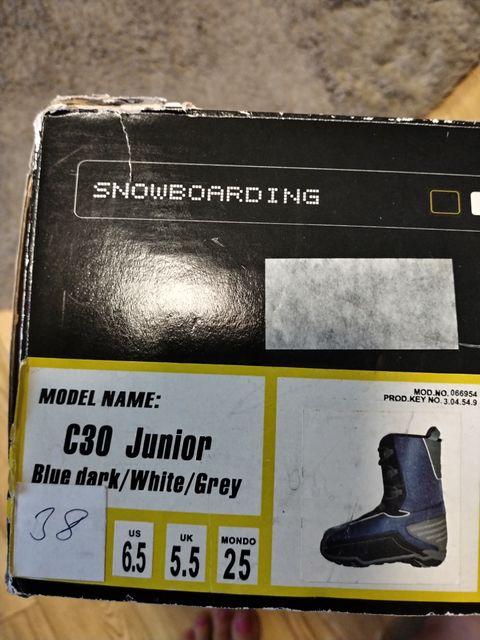 SNOWBOARDING
MOD.NO. 066954
PROD.KEY NO. 3.04.54.9
MODEL NAME:
C30 Junior
Blue dark/White/Grey
38
US
6.5
UK
5.5
MONDO
25